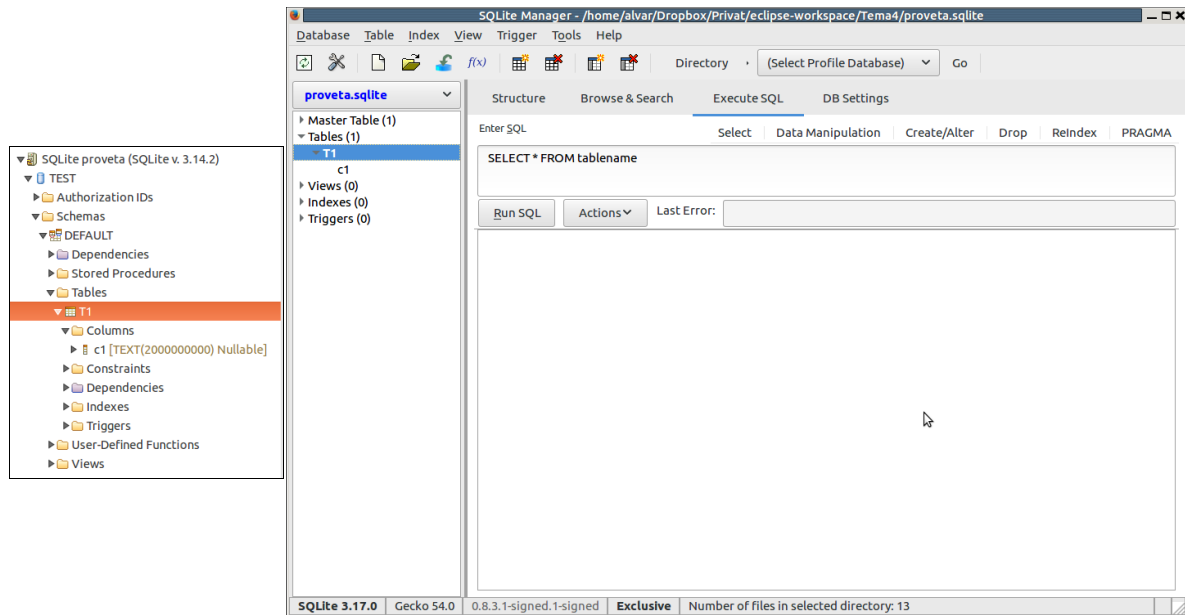 SQLite proveta (SQLite v. 3.14.2)
TEST
Authorization IDs
Schemas
DEFAULT
Dependencies
Stored Procedures
Tables
T1
Columns
c1 [TEXT(2000000000) Nullable]
Constraints
Dependencies
Indexes
Triggers
User-Defined Functions
Views
SQLite Manager - /home/alvar/Dropbox/Privat/eclipse-workspace/Tema4/proveta.sqlite
Database Table Index View Trigger Tools Help
f(x) Directory (Select Profile Database) Go
proveta.sqlite
Master Table (1)
Tables (1)
T1
c1
Views (0)
Indexes (0)
Triggers (0)
Structure Browse & Search Execute SQL DB Settings
Enter SQL Select Data Manipulation Create/Alter Drop ReIndex PRAGMA
SELECT * FROM tablename
Run SQL Actions Last Error:
SQLite 3.17.0 Gecko 54.0 0.8.3.1-signed.1-signed Exclusive Number of files in selected directory: 13